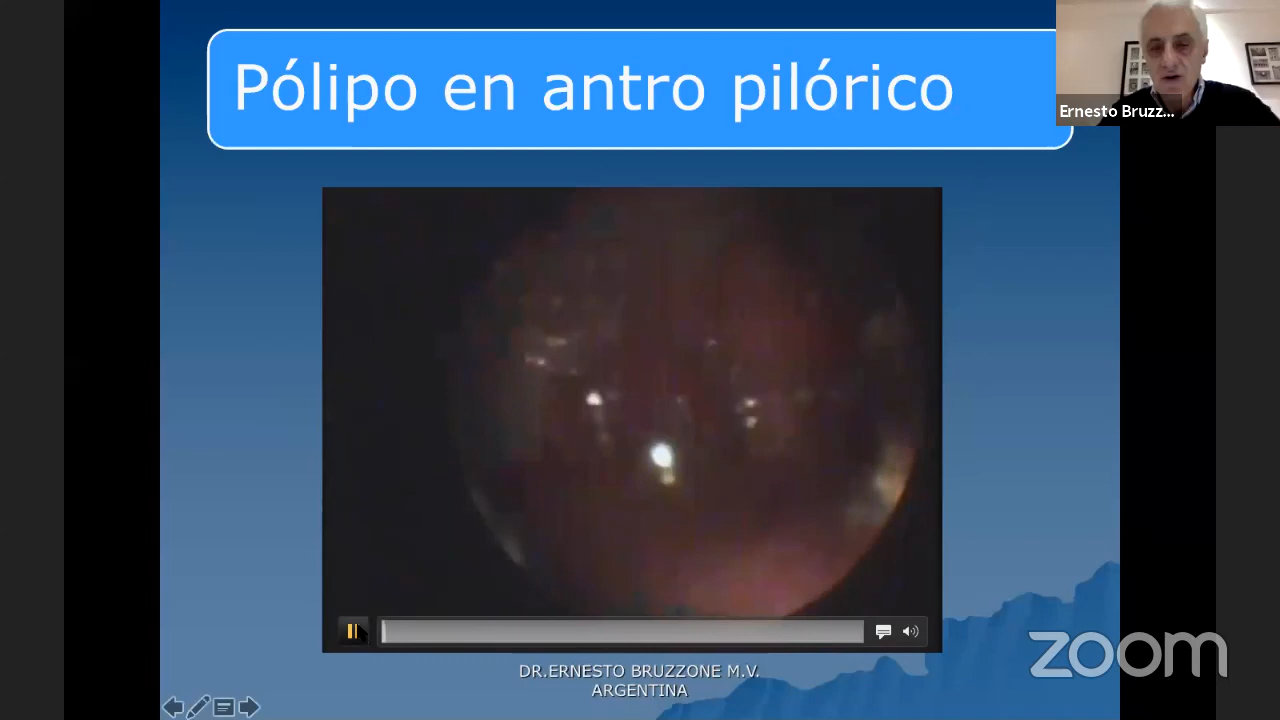 Pólipo en antro pilórico
Ernesto Bruzz...
DR.ERNESTO BRUZZONE M.V.
ARGENTINA
zoom